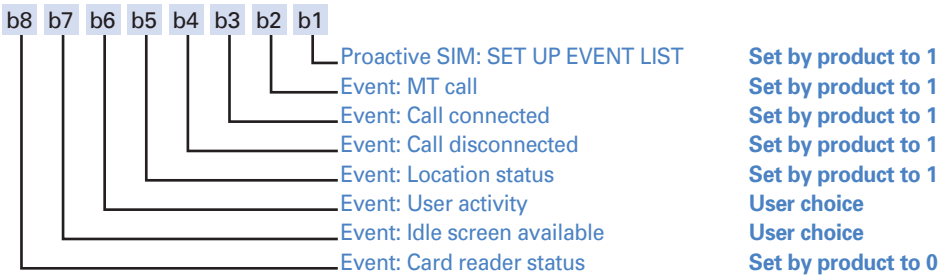 b8 b7 b6 b5 b4 b3 b2 b1
Proactive SIM: SET UP EVENT LIST Set by product to 1
Event: MT call Set by product to 1
Event: Call connected Set by product to 1
Event: Call disconnected Set by product to 1
Event: Location status Set by product to 1
Event: User activity User choice
Event: Idle screen available User choice
Event: Card reader status Set by product to 0